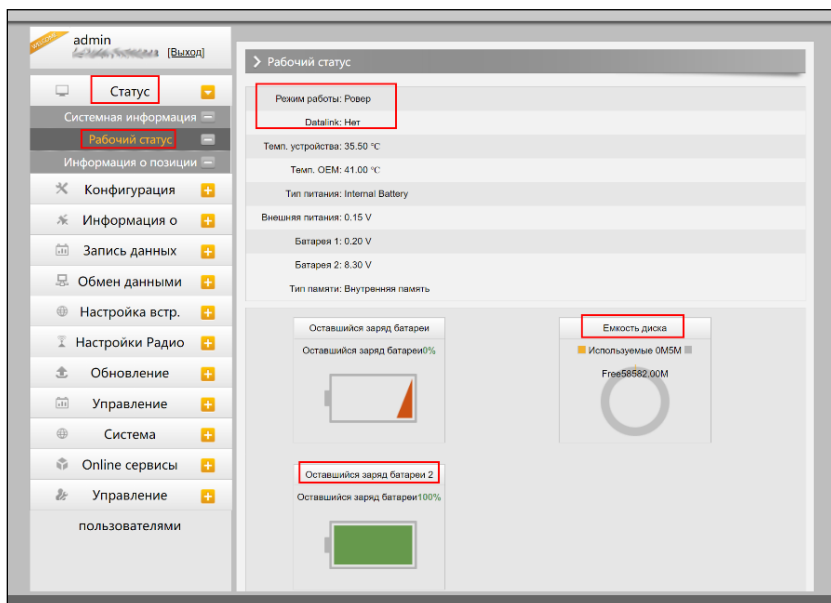 WELCOME
admin
[Выход]
Статус
Системная информация
Рабочий статус
Информация о позиции
Конфигурация
Информация о
Запись данных
Обмен данными
Настройка встр.
Настройки Радио
Обновление
Управление
Система
Online сервисы
Управление
пользователями
Рабочий статус
Режим работы: Ровер
Datalink: Нет
Темп. устройства: 35.50 °C
Темп. OEM: 41.00 °C
Тип питания: Internal Battery
Внешняя питания: 0.15 V
Батарея 1: 0.20 V
Батарея 2: 8.30 V
Тип памяти: Внутренняя память
Оставшийся заряд батареи
Оставшийся заряд батареи0%
Емкость диска
Используемые 0M5M
Free58582.00M
Оставшийся заряд батареи 2
Оставшийся заряд батареи100%